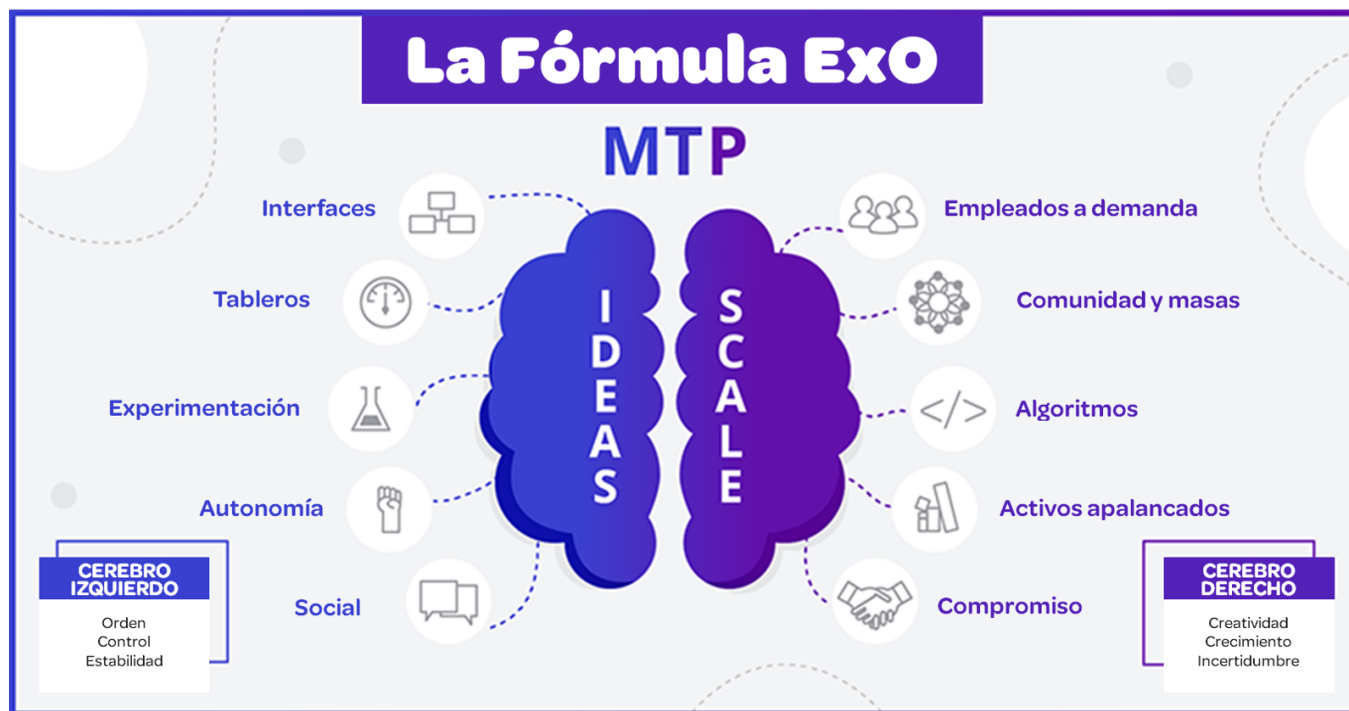 La Fórmula ExO
MTP
Interfaces
Tableros
Experimentación
Autonomía
Social
IDEAS
SCALE
Empleados a demanda
Comunidad y masas
</>
Algoritmos
Activos apalancados
Compromiso
CEREBRO
IZQUIERDO
Orden
Control
Estabilidad
CEREBRO
DERECHO
Creatividad
Crecimiento
Incertidumbre